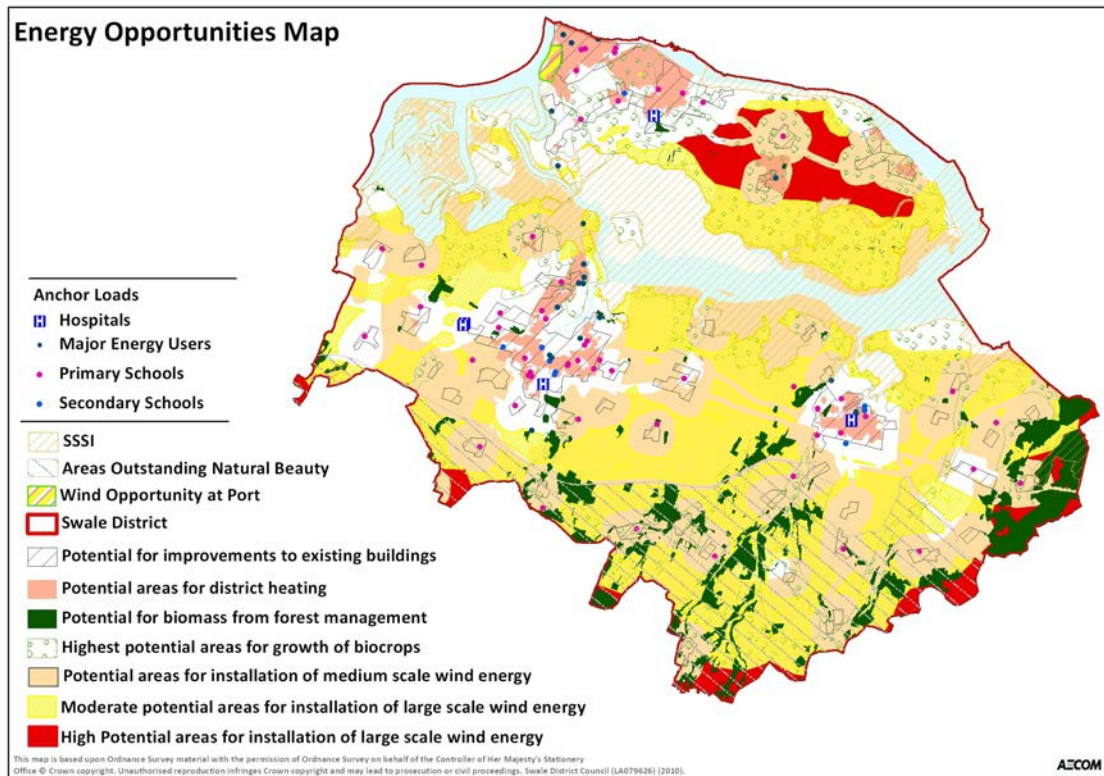 Energy Opportunities Map
H
H
H
H
Anchor Loads
H Hospitals
Major Energy Users
Primary Schools
Secondary Schools
SSSI
Areas Outstanding Natural Beauty
Wind Opportunity at Port
Swale District
Potential for improvements to existing buildings
Potential areas for district heating
Potential for biomass from forest management
Highest potential areas for growth of biocrops
Potential areas for installation of medium scale wind energy
Moderate potential areas for installation of large scale wind energy
High Potential areas for installation of large scale wind energy
This map is based upon Ordnance Survey material with the permission of Ordnance Survey on behalf of the Controller of Her Majesty's Stationery
Office © Crown copyright. Unauthorised reproduction infringes Crown copyright and may lead to prosecution or civil proceedings. Swale District Council (LA079626) (2010).
AECOM